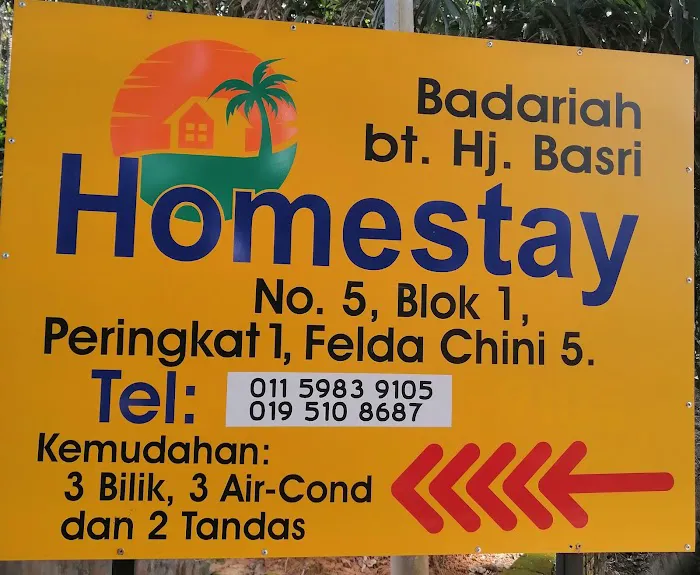 Badariah
bt. Hj. Basri
Homestay
No. 5, Blok 1,
Peringkat 1, Felda Chini 5.
Tel: 011 5983 9105
019 510 8687
Kemudahan:
3 Bilik, 3 Air-Cond
dan 2 Tandas